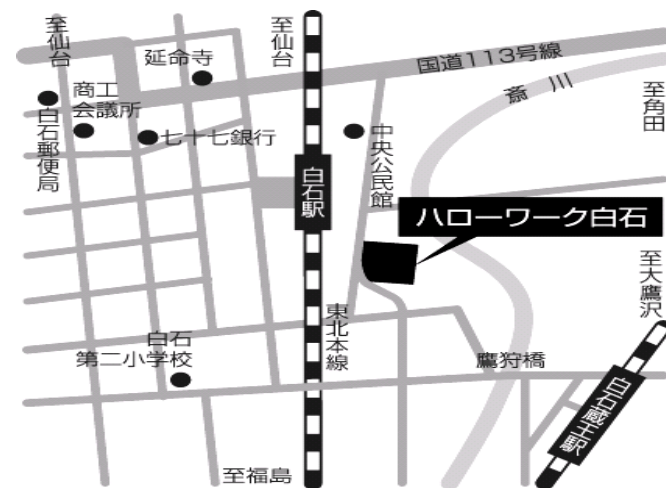 至仙台
至仙台
延命寺
国道113号線
斎川
至角田
商工
会議所
白石郵便局
七十七銀行
中央公民館
白石駅
ハローワーク白石
至大鷹沢
東北本線
白石
第二小学校
鷹狩橋
白石蔵王駅
至福島